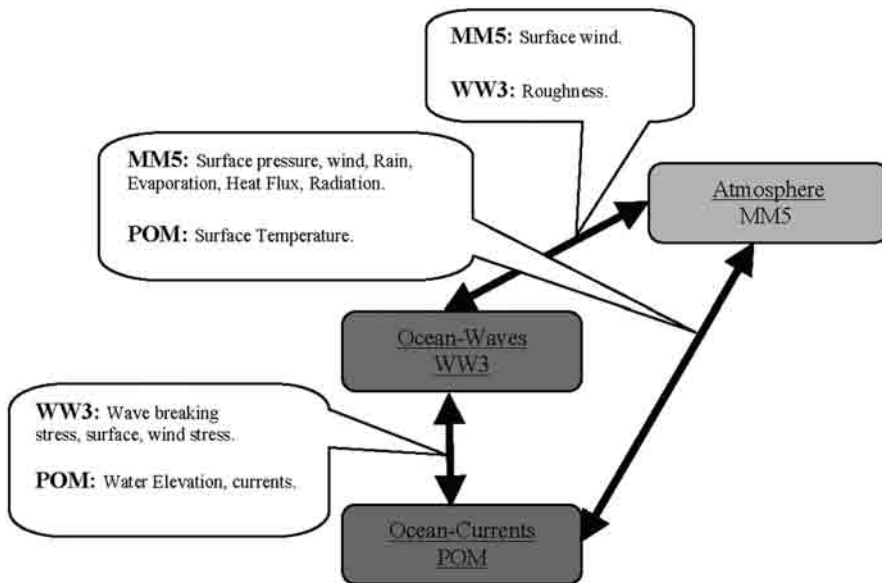 MM5: Surface wind.
WW3: Roughness.
MM5: Surface pressure, wind, Rain,
Evaporation, Heat Flux, Radiation.
POM: Surface Temperature.
Atmosphere
MM5
Ocean-Waves
WW3
WW3: Wave breaking
stress, surface, wind stress.
POM: Water Elevation, currents.
Ocean-Currents
POM